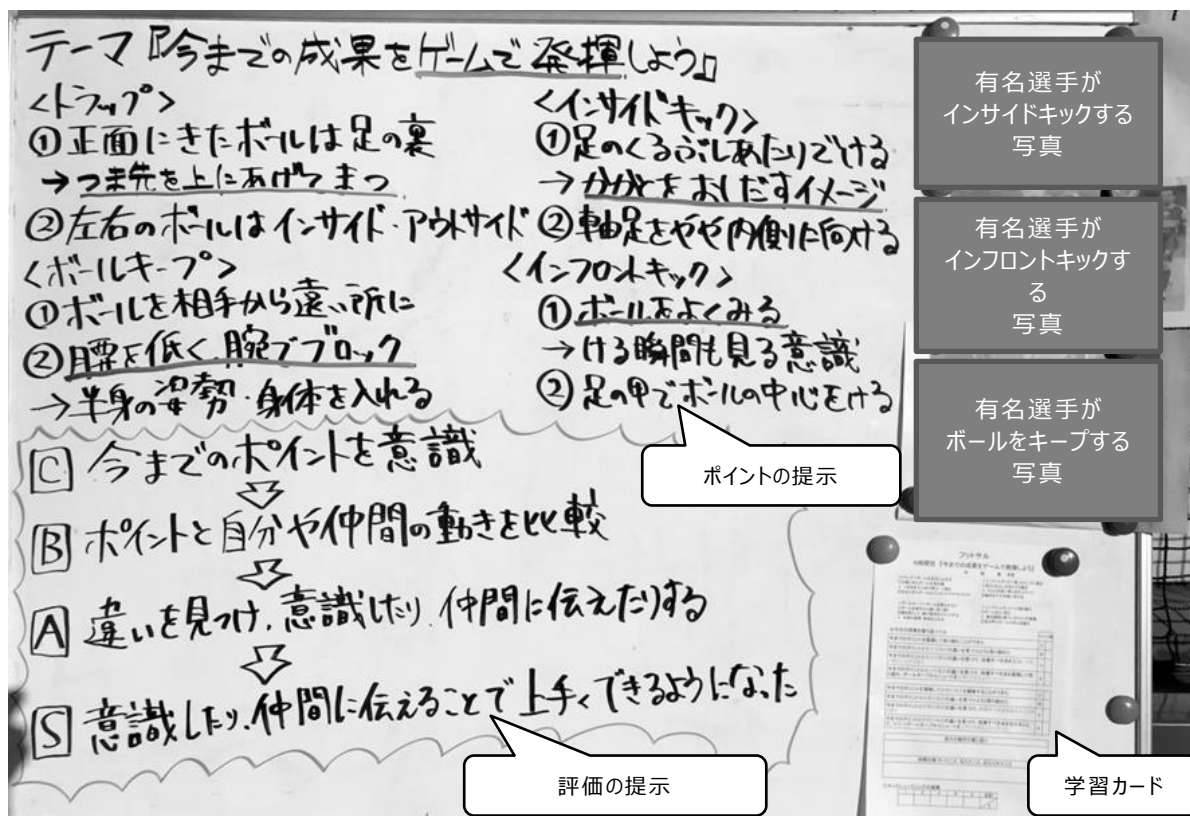 テーマ『今までの成果をゲームで発揮しよう』
<トラップ>
①正面にきたボールは足の裏
→つま先を上にあげてまつ
②左右のボールはインサイド・アウトサイド
<ボールキープ>
①ボールを相手から遠い所に
②腰を低く、腕でブロック
→半身の姿勢・身体を入れる
<インサイドキック>
①足のくるぶしあたりでける
→かかとをおしだすイメージ
②軸足をやや内側に向ける
<インフロントキック>
①ボールをよくみる
→ける瞬間も見る意識
②足の甲でボールの中心をける
ポイントの提示
C 今までのポイントを意識
B ポイントと自分や仲間の動きを比較
A 違いを見つけ、意識したり、仲間に伝えたりする
S 意識したり、仲間に伝えることで上手くできるようになった
評価の提示
有名選手が
インサイドキックする
写真
有名選手が
インフロントキックす
る
写真
有名選手が
ボールをキープする
写真
フットサル
学習カード